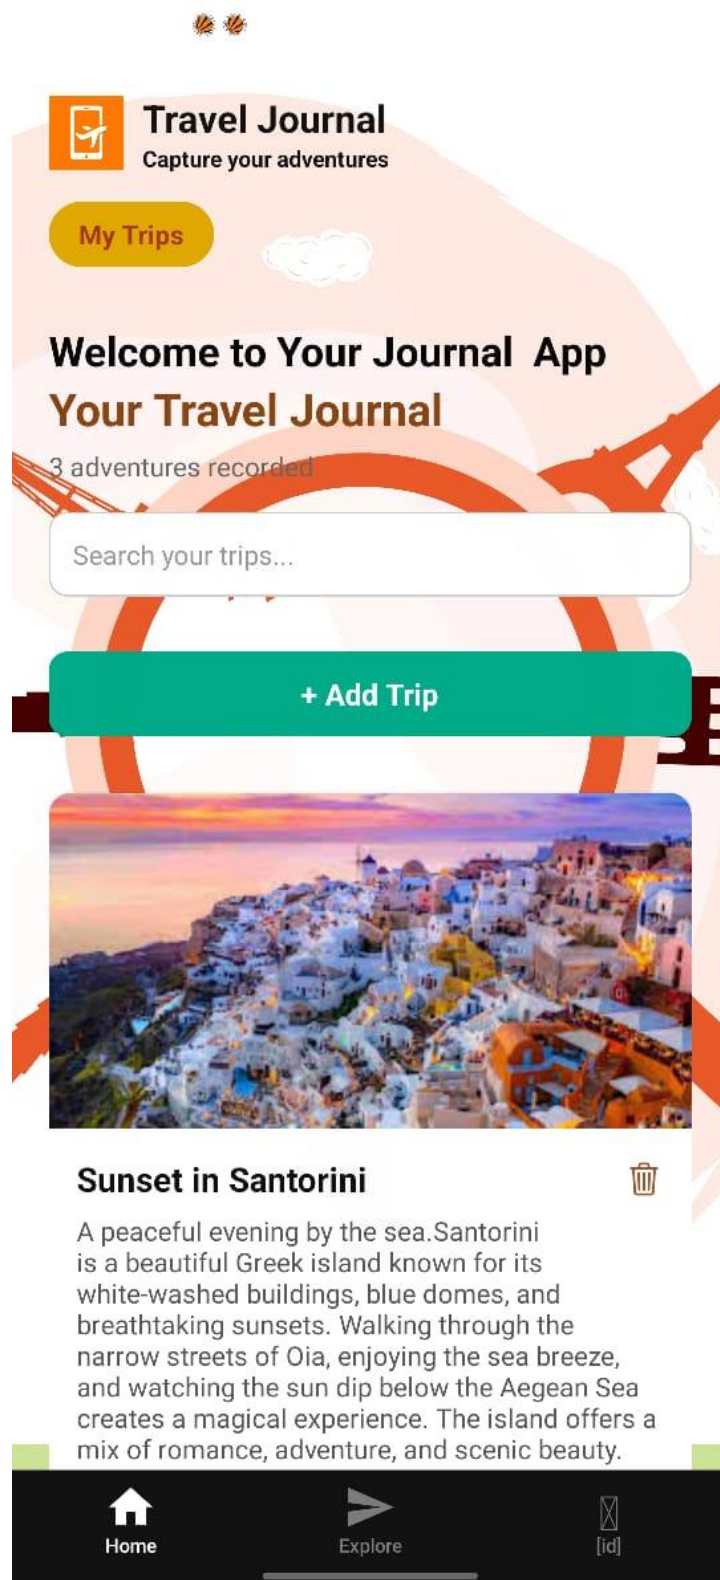 Travel Journal
Capture your adventures
My Trips
Welcome to Your Journal  App
Your Travel Journal
3 adventures recorded
Search your trips...
+ Add Trip
Sunset in Santorini
A peaceful evening by the sea.Santorini
is a beautiful Greek island known for its
white-washed buildings, blue domes, and
breathtaking sunsets. Walking through the
narrow streets of Oia, enjoying the sea breeze,
and watching the sun dip below the Aegean Sea
creates a magical experience. The island offers a
mix of romance, adventure, and scenic beauty.
Home
Explore
[id]